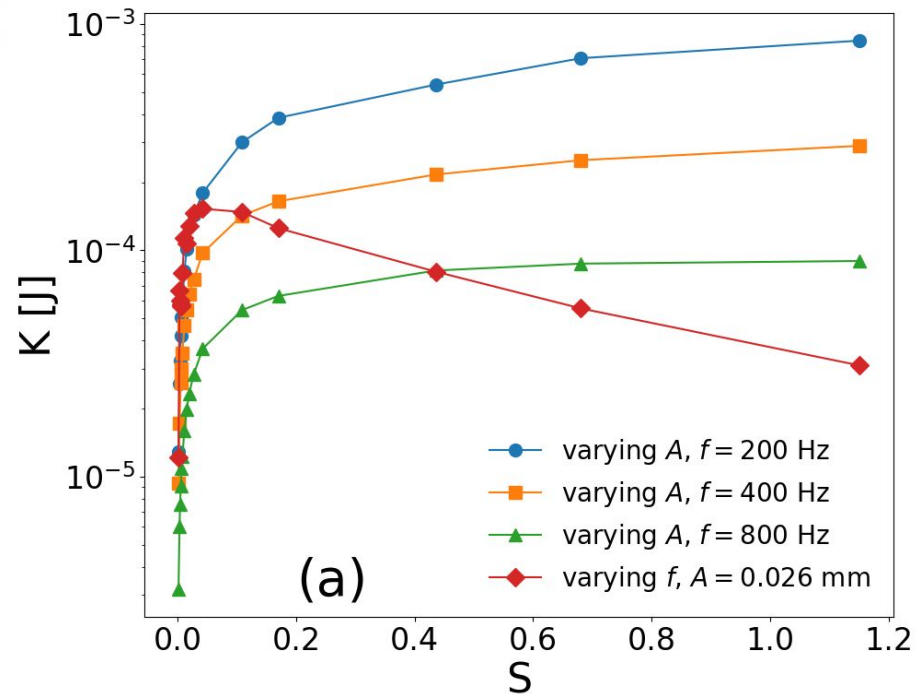 10⁻³
10⁻⁴
10⁻⁵
K [J]
varying A, f = 200 Hz
varying A, f = 400 Hz
varying A, f = 800 Hz
varying f, A = 0.026 mm
(a)
0.0 0.2 0.4 0.6 0.8 1.0 1.2
S